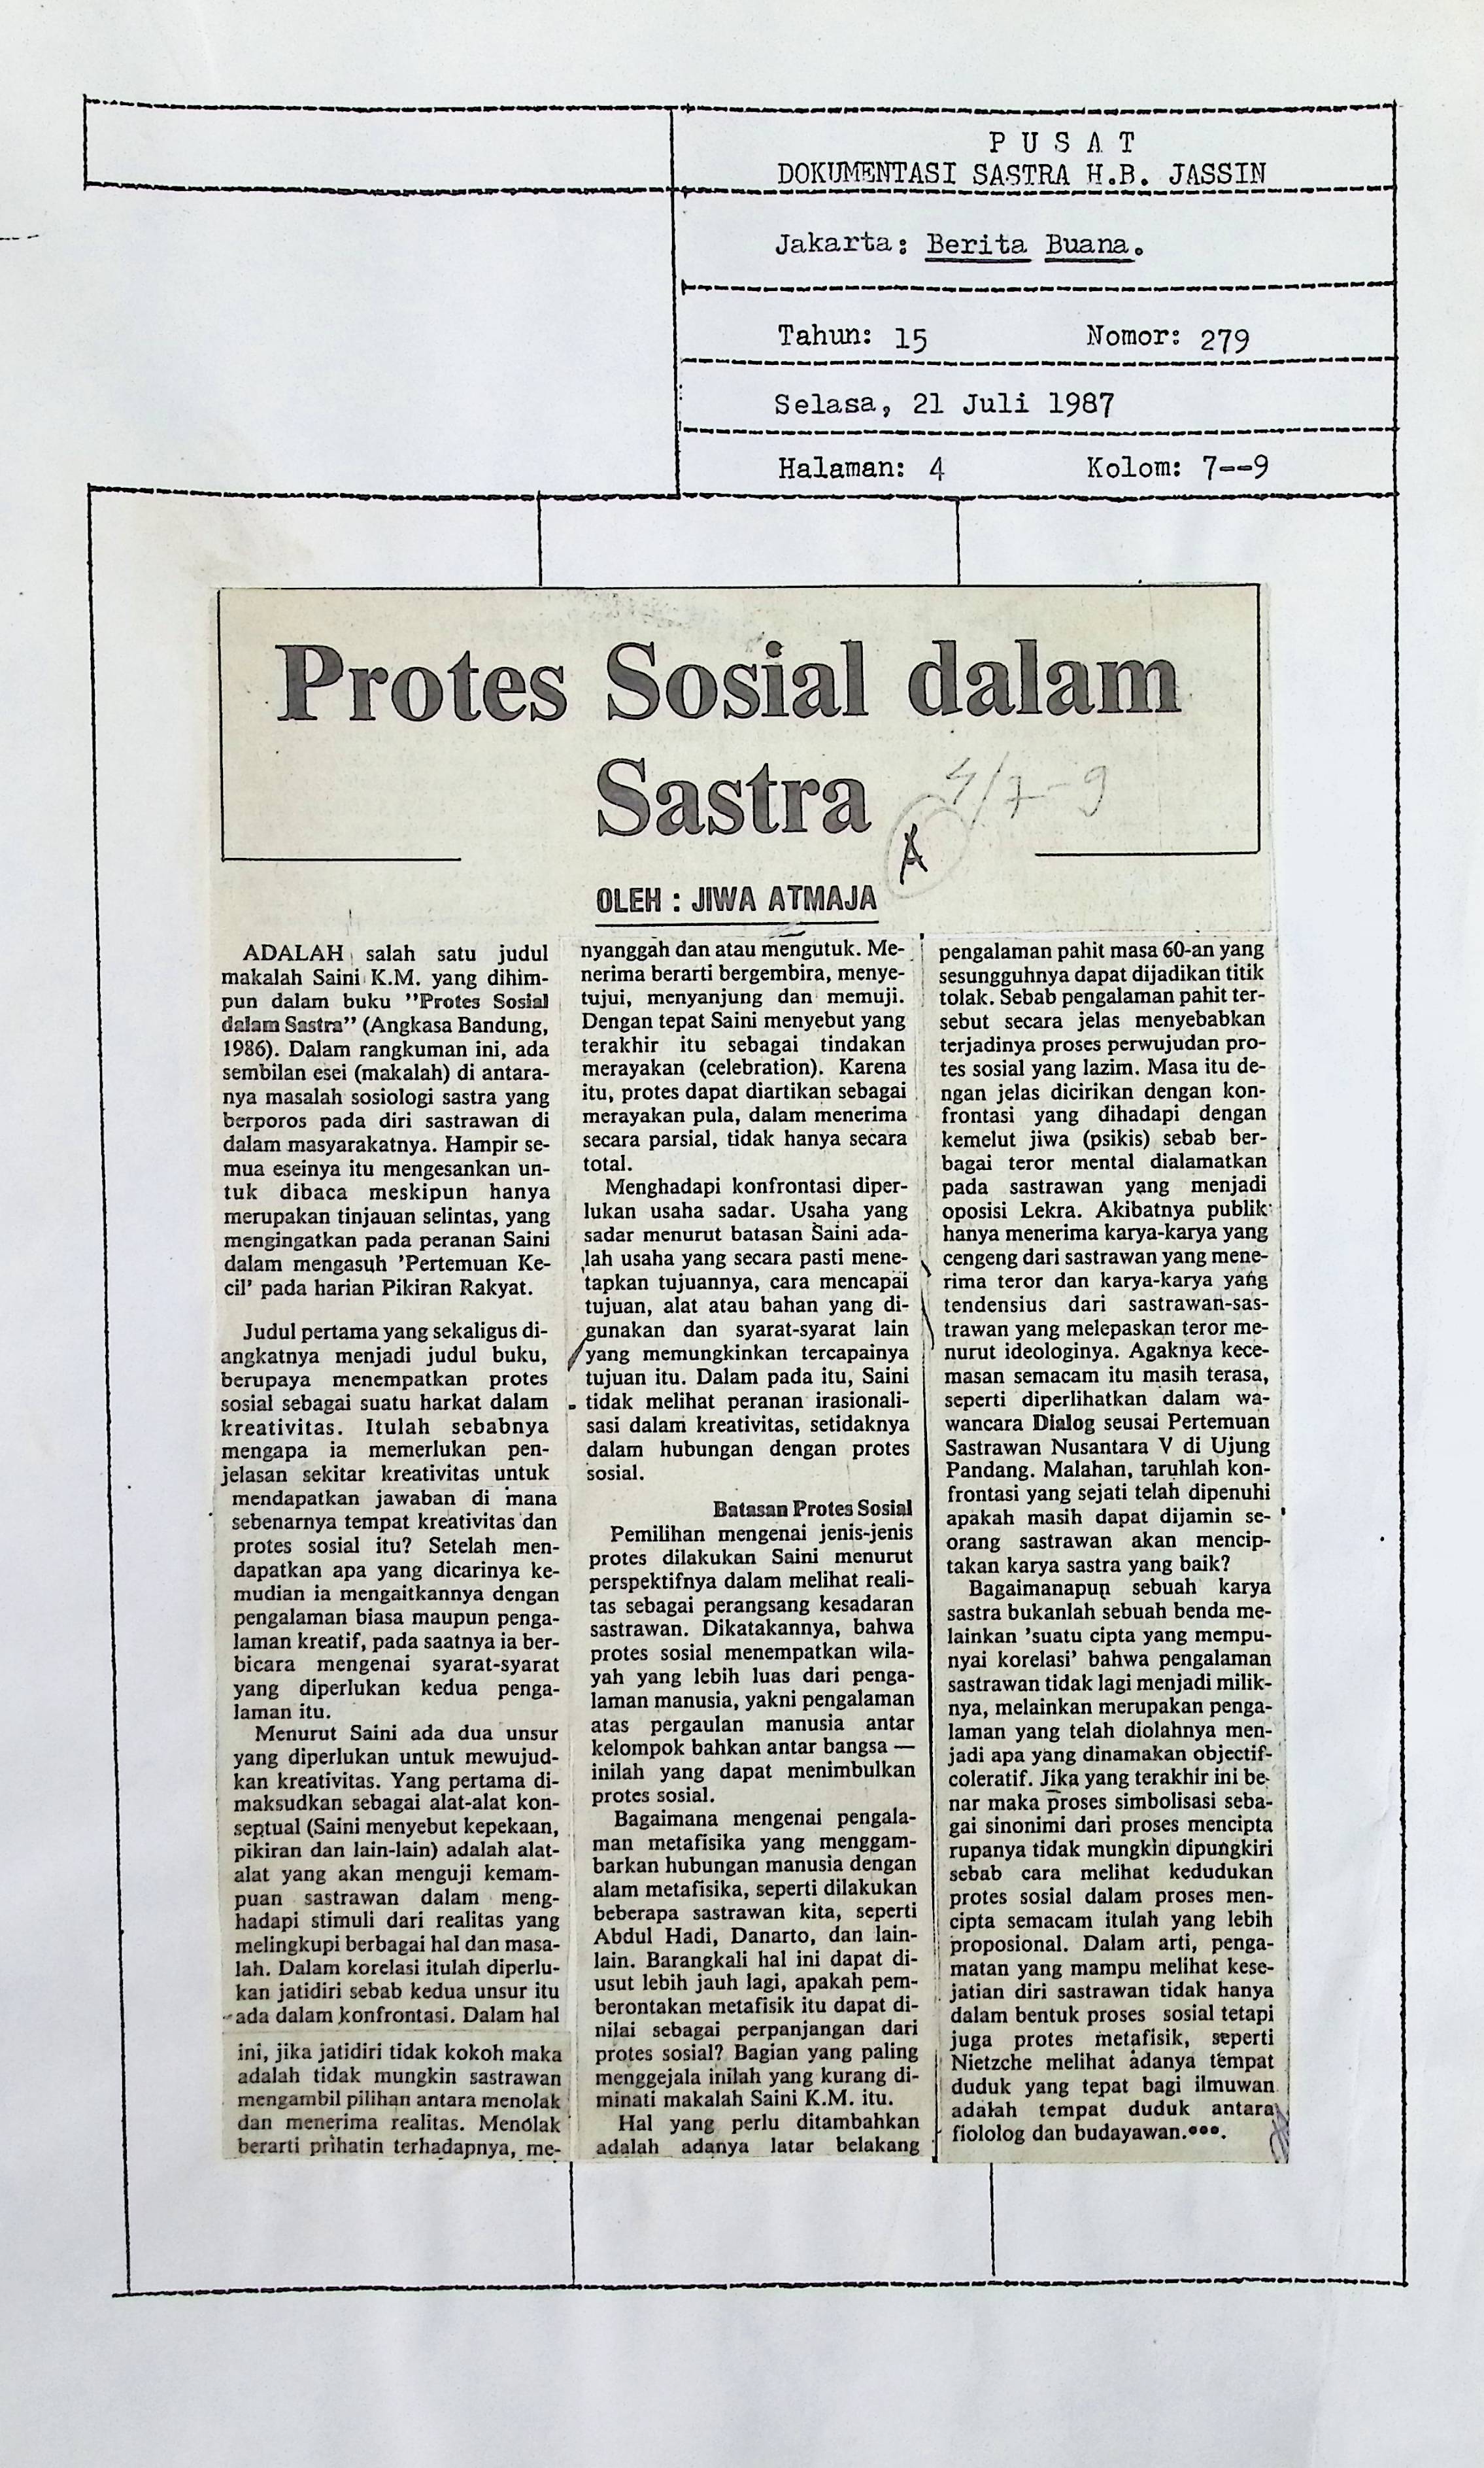 P U S A T
DOKUMENTASI SASTRA H.B. JASSIN
Jakarta: Berita Buana.
Tahun: 15 Nomor: 279
Selasa, 21 Juli 1987
Halaman: 4 Kolom: 7--9
Protes Sosial dalam
Sastra
4/7-9
A
OLEH : JIWA ATMAJA
ADALAH salah satu judul
makalah Saini K.M. yang dihim-
pun dalam buku "Protes Sosial
dalam Sastra" (Angkasa Bandung,
1986). Dalam rangkuman ini, ada
sembilan esei (makalah) di antara-
nya masalah sosiologi sastra yang
berporos pada diri sastrawan di
dalam masyarakatnya. Hampir se-
mua eseinya itu mengesankan un-
tuk dibaca meskipun hanya
merupakan tinjauan selintas, yang
mengingatkan pada peranan Saini
dalam mengasuh 'Pertemuan Ke-
cil' pada harian Pikiran Rakyat.
Judul pertama yang sekaligus di-
angkatnya menjadi judul buku,
berupaya menempatkan protes
sosial sebagai suatu harkat dalam
kreativitas. Itulah sebabnya
mengapa ia memerlukan pen-
jelasan sekitar kreativitas untuk
mendapatkan jawaban di mana
sebenarnya tempat kreativitas dan
protes sosial itu? Setelah men-
dapatkan apa yang dicarinya ke-
mudian ia mengaitkannya dengan
pengalaman biasa maupun penga-
laman kreatif, pada saatnya ia ber-
bicara mengenai syarat-syarat
yang diperlukan kedua penga-
laman itu.
Menurut Saini ada dua unsur
yang diperlukan untuk mewujud-
kan kreativitas. Yang pertama di-
maksudkan sebagai alat-alat kon-
septual (Saini menyebut kepekaan,
pikiran dan lain-lain) adalah alat-
alat yang akan menguji kemam-
puan sastrawan dalam meng-
hadapi stimuli dari realitas yang
melingkupi berbagai hal dan masa-
lah. Dalam korelasi itulah diperlu-
kan jatidiri sebab kedua unsur itu
ada dalam konfrontasi. Dalam hal
ini, jika jatidiri tidak kokoh maka
adalah tidak mungkin sastrawan
mengambil pilihan antara menolak
dan menerima realitas. Menolak
berarti prihatin terhadapnya, me-
nyanggah dan atau mengutuk. Me-
nerima berarti bergembira, menye-
tujui, menyanjung dan memuji.
Dengan tepat Saini menyebut yang
terakhir itu sebagai tindakan
merayakan (celebration). Karena
itu, protes dapat diartikan sebagai
merayakan pula, dalam menerima
secara parsial, tidak hanya secara
total.
Menghadapi konfrontasi diper-
lukan usaha sadar. Usaha yang
sadar menurut batasan Saini ada-
lah usaha yang secara pasti mene-
tapkan tujuannya, cara mencapai
tujuan, alat atau bahan yang di-
gunakan dan syarat-syarat lain
yang memungkinkan tercapainya
tujuan itu. Dalam pada itu, Saini
tidak melihat peranan irasionali-
sasi dalam kreativitas, setidaknya
dalam hubungan dengan protes
sosial.
Batasan Protes Sosial
Pemilihan mengenai jenis-jenis
protes dilakukan Saini menurut
perspektifnya dalam melihat reali-
tas sebagai perangsang kesadaran
sastrawan. Dikatakannya, bahwa
protes sosial menempatkan wila-
yah yang lebih luas dari penga-
laman manusia, yakni pengalaman
atas pergaulan manusia antar
kelompok bahkan antar bangsa —
inilah yang dapat menimbulkan
protes sosial.
Bagaimana mengenai pengala-
man metafisika yang menggam-
barkan hubungan manusia dengan
alam metafisika, seperti dilakukan
beberapa sastrawan kita, seperti
Abdul Hadi, Danarto, dan lain-
lain. Barangkali hal ini dapat di-
usut lebih jauh lagi, apakah pem-
berontakan metafisik itu dapat di-
nilai sebagai perpanjangan dari
protes sosial? Bagian yang paling
menggejala inilah yang kurang di-
minati makalah Saini K.M. itu.
Hal yang perlu ditambahkan
adalah adanya latar belakang
pengalaman pahit masa 60-an yang
sesungguhnya dapat dijadikan titik
tolak. Sebab pengalaman pahit ter-
sebut secara jelas menyebabkan
terjadinya proses perwujudan pro-
tes sosial yang lazim. Masa itu de-
ngan jelas dicirikan dengan kon-
frontasi yang dihadapi dengan
kemelut jiwa (psikis) sebab ber-
bagai teror mental dialamatkan
pada sastrawan yang menjadi
oposisi Lekra. Akibatnya publik
hanya menerima karya-karya yang
cengeng dari sastrawan yang mene-
rima teror dan karya-karya yang
tendensius dari sastrawan-sas-
trawan yang melepaskan teror me-
nurut ideologinya. Agaknya kece-
masan semacam itu masih terasa,
seperti diperlihatkan dalam wa-
wancara Dialog seusai Pertemuan
Sastrawan Nusantara V di Ujung
Pandang. Malahan, taruhlah kon-
frontasi yang sejati telah dipenuhi
apakah masih dapat dijamin se-
orang sastrawan akan mencip-
takan karya sastra yang baik?
Bagaimanapun sebuah karya
sastra bukanlah sebuah benda me-
lainkan 'suatu cipta yang mempu-
nyai korelasi' bahwa pengalaman
sastrawan tidak lagi menjadi milik-
nya, melainkan merupakan penga-
laman yang telah diolahnya men-
jadi apa yang dinamakan objectif-
coleratif. Jika yang terakhir ini be-
nar maka proses simbolisasi seba-
gai sinonimi dari proses mencipta
rupanya tidak mungkin dipungkiri
sebab cara melihat kedudukan
protes sosial dalam proses men-
cipta semacam itulah yang lebih
proposional. Dalam arti, penga-
matan yang mampu melihat kese-
jatian diri sastrawan tidak hanya
dalam bentuk proses sosial tetapi
juga protes metafisik, seperti
Nietzche melihat adanya tempat
duduk yang tepat bagi ilmuwan
adalah tempat duduk antara
fiololog dan budayawan.•••.